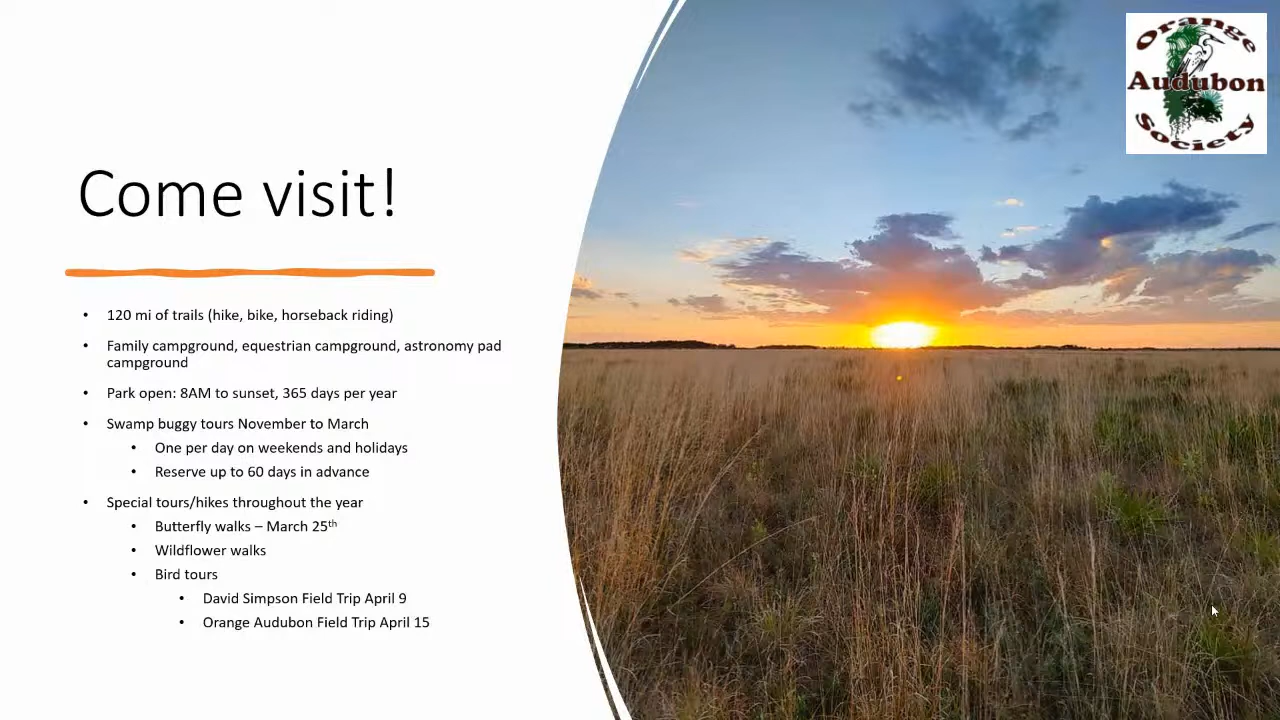 Orange
Audubon
Society
Come visit!
• 120 mi of trails (hike, bike, horseback riding)
• Family campground, equestrian campground, astronomy pad
campground
• Park open: 8AM to sunset, 365 days per year
• Swamp buggy tours November to March
• One per day on weekends and holidays
• Reserve up to 60 days in advance
• Special tours/hikes throughout the year
• Butterfly walks – March 25th
• Wildflower walks
• Bird tours
• David Simpson Field Trip April 9
• Orange Audubon Field Trip April 15